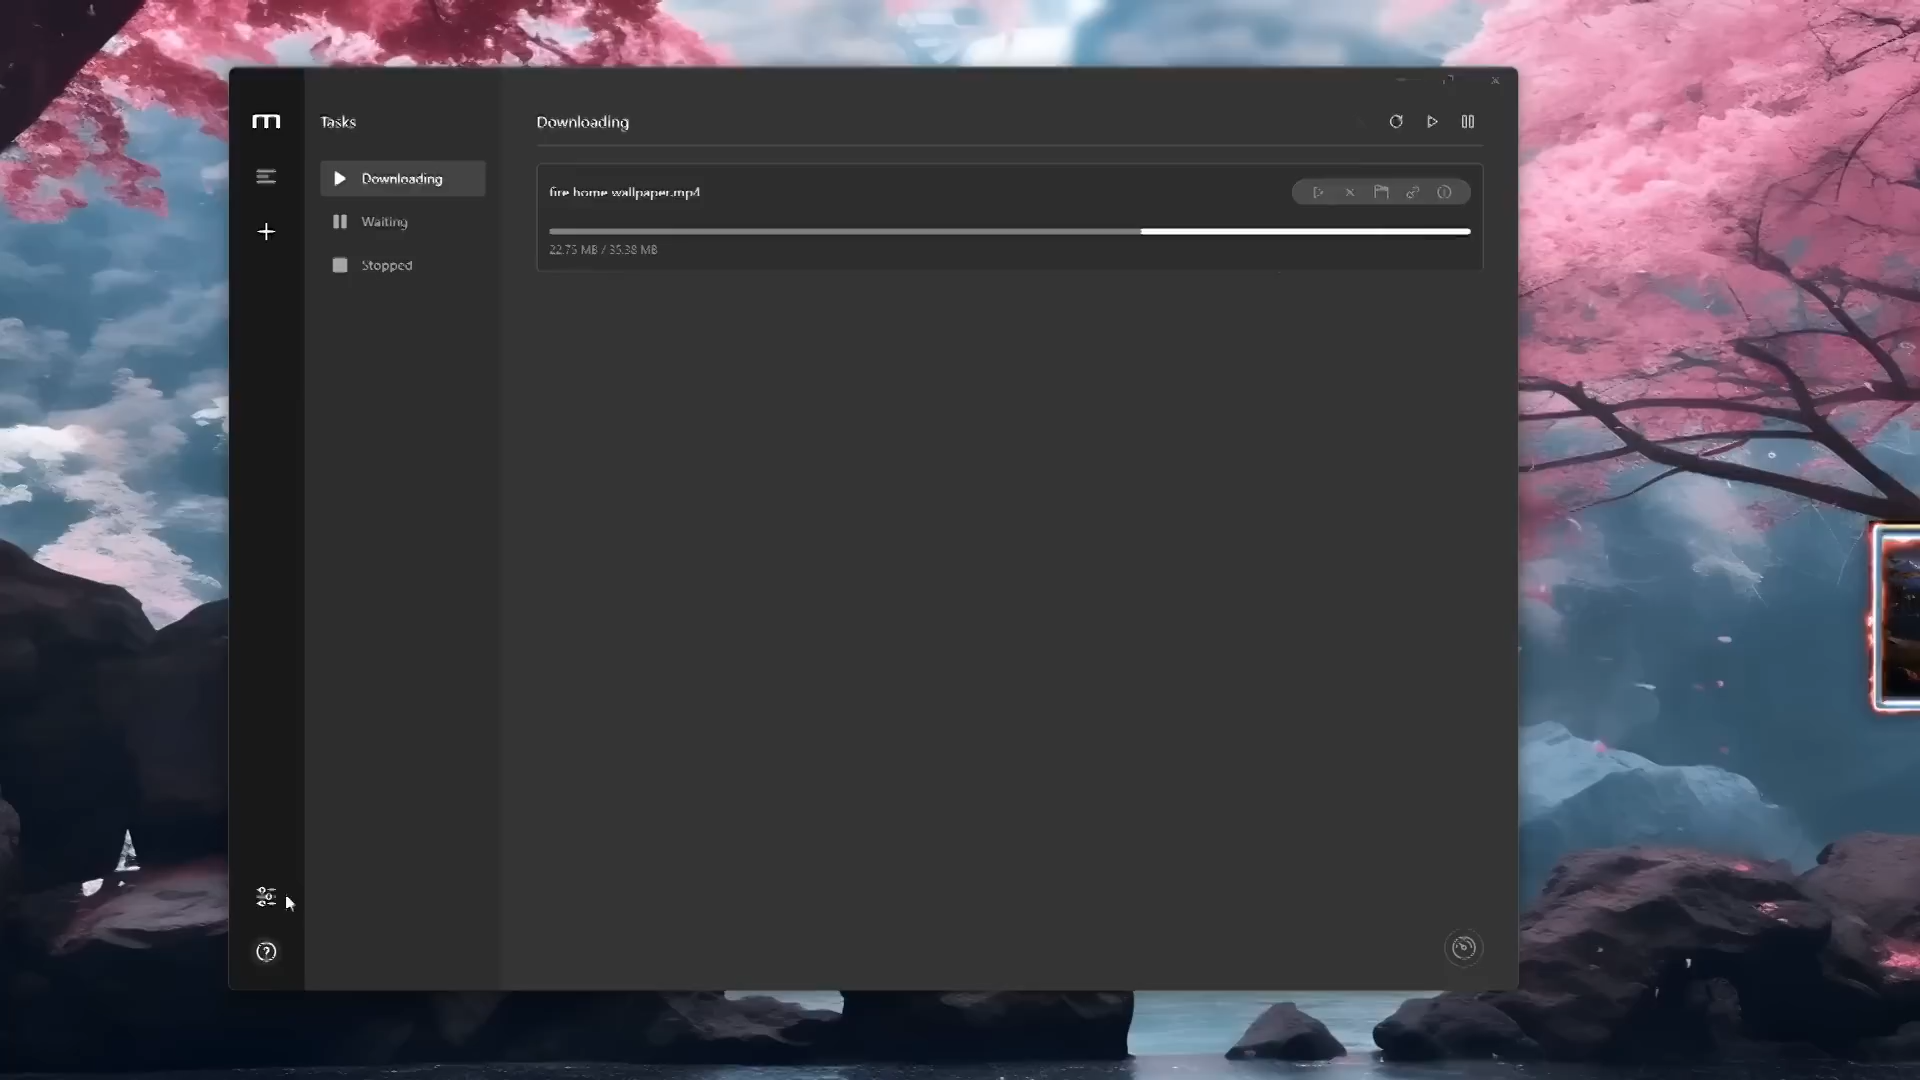 m
Tasks
Downloading
Waiting
Stopped
Downloading
fire home wallpaper.mp4
22.75 MB / 35.38 MB